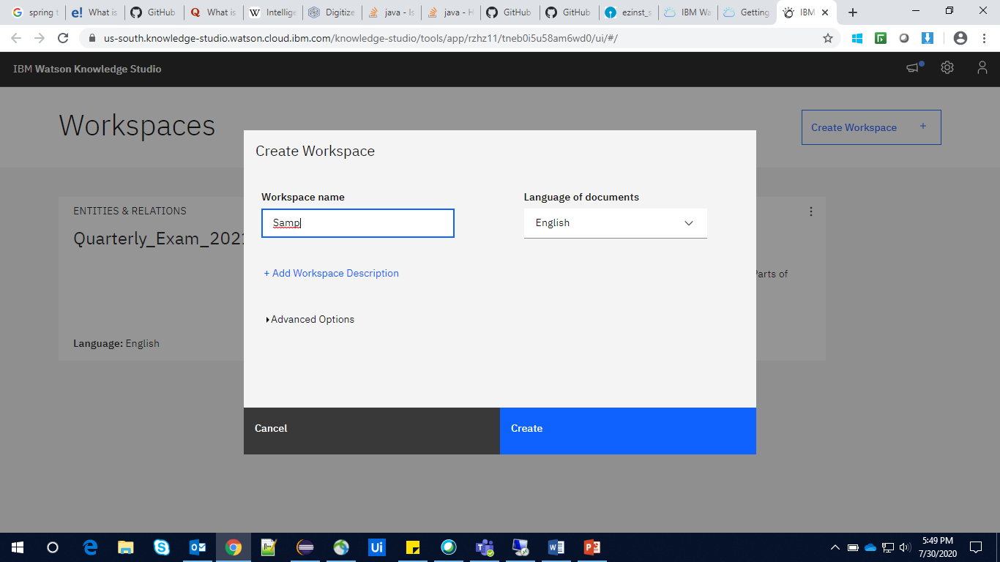 spring t
What is
GitHub
What is
Intellige
Digitize
java - Is
java - H
GitHub
GitHub
ezinst_s
IBM Wa
Getting
IBM
us-south.knowledge-studio.watson.cloud.ibm.com/knowledge-studio/tools/app/rzhz11/tneb0i5u58am6wd0/ui/#/
IBM Watson Knowledge Studio
Workspaces
Create Workspace +
Create Workspace
Workspace name
Language of documents
Samp
English
ENTITIES & RELATIONS
Quarterly_Exam_2021
+ Add Workspace Description
Parts of
Advanced Options
Language: English
Cancel
Create
Ui
5:49 PM
7/30/2020